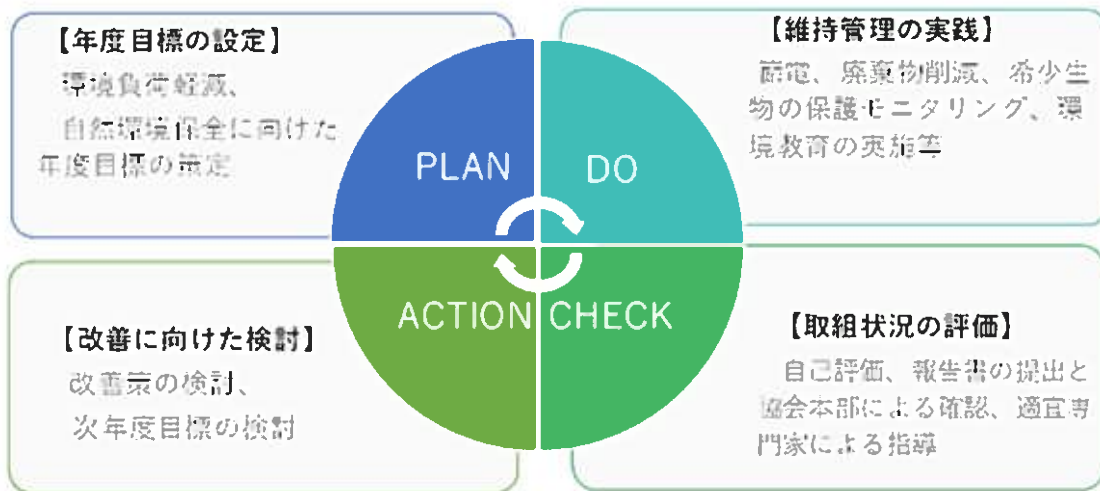 【年度目標の設定】
環境負荷軽減、
自然環境保全に向けた
年度目標の策定
PLAN
【維持管理の実践】
節電、廃棄物削減、希少生
物の保護モニタリング、環
境教育の実施等
DO
【改善に向けた検討】
改善策の検討、
次年度目標の検討
ACTION
【取組状況の評価】
自己評価、報告書の提出と
協会本部による確認、適宜専
門家による指導
CHECK